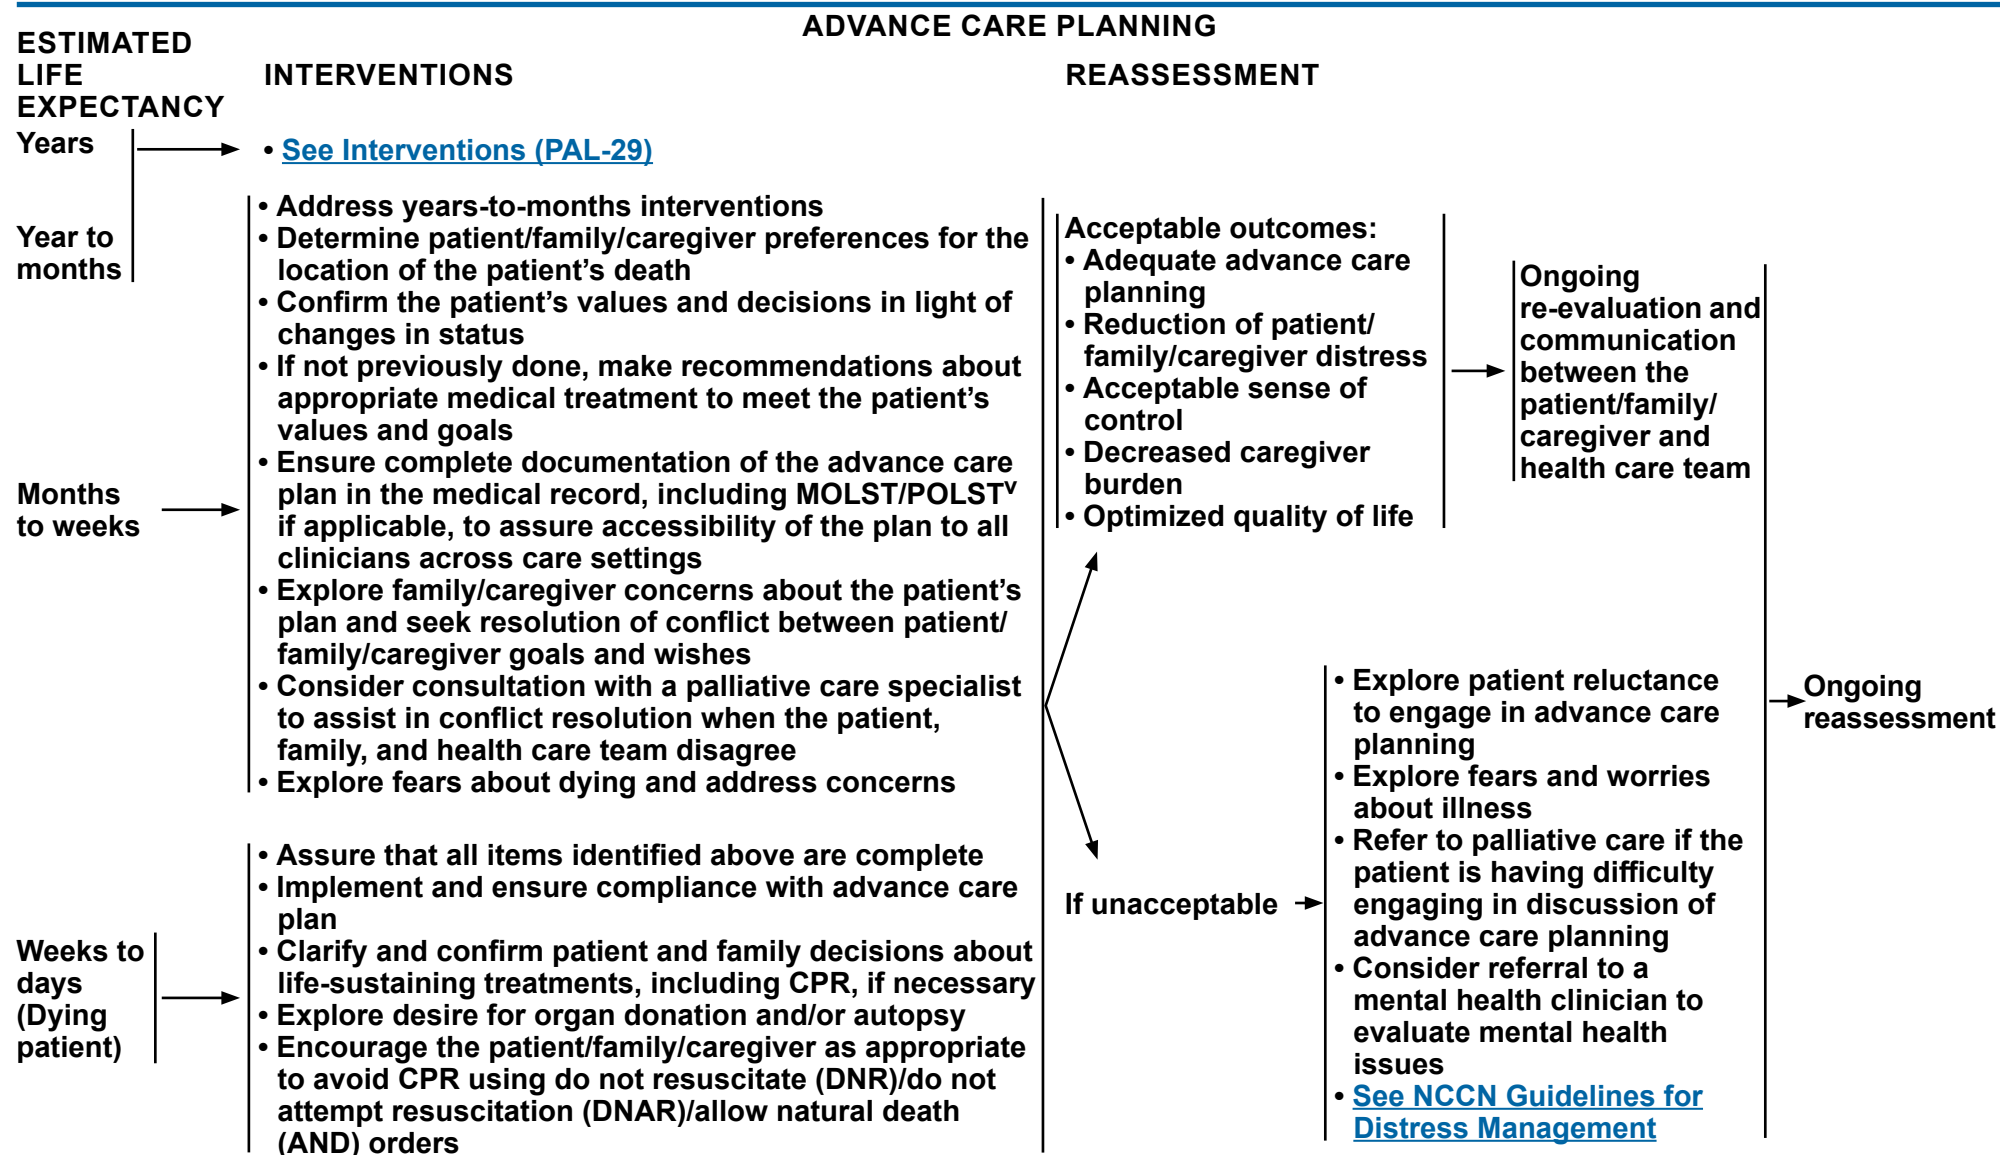 ADVANCE CARE PLANNING
ESTIMATED
LIFE
EXPECTANCY
INTERVENTIONS
REASSESSMENT
Years
• See Interventions (PAL-29)
Year to
months
Months
to weeks
• Address years-to-months interventions
• Determine patient/family/caregiver preferences for the
location of the patient’s death
• Confirm the patient’s values and decisions in light of
changes in status
• If not previously done, make recommendations about
appropriate medical treatment to meet the patient’s
values and goals
• Ensure complete documentation of the advance care
plan in the medical record, including MOLST/POLSTᵛ
if applicable, to assure accessibility of the plan to all
clinicians across care settings
• Explore family/caregiver concerns about the patient’s
plan and seek resolution of conflict between patient/
family/caregiver goals and wishes
• Consider consultation with a palliative care specialist
to assist in conflict resolution when the patient,
family, and health care team disagree
• Explore fears about dying and address concerns
Weeks to
days
(Dying
patient)
• Assure that all items identified above are complete
• Implement and ensure compliance with advance care
plan
• Clarify and confirm patient and family decisions about
life-sustaining treatments, including CPR, if necessary
• Explore desire for organ donation and/or autopsy
• Encourage the patient/family/caregiver as appropriate
to avoid CPR using do not resuscitate (DNR)/do not
attempt resuscitation (DNAR)/allow natural death
(AND) orders
Acceptable outcomes:
• Adequate advance care
planning
• Reduction of patient/
family/caregiver distress
• Acceptable sense of
control
• Decreased caregiver
burden
• Optimized quality of life
Ongoing
re-evaluation and
communication
between the
patient/family/
caregiver and
health care team
If unacceptable
• Explore patient reluctance
to engage in advance care
planning
• Explore fears and worries
about illness
• Refer to palliative care if the
patient is having difficulty
engaging in discussion of
advance care planning
• Consider referral to a
mental health clinician to
evaluate mental health
issues
• See NCCN Guidelines for
Distress Management
Ongoing
reassessment